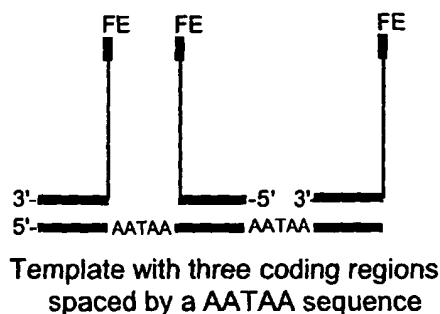 FE FE FE
3'- -5' 3'-
5'- AATAA AATAA
Template with three coding regions
spaced by a AATAA sequence